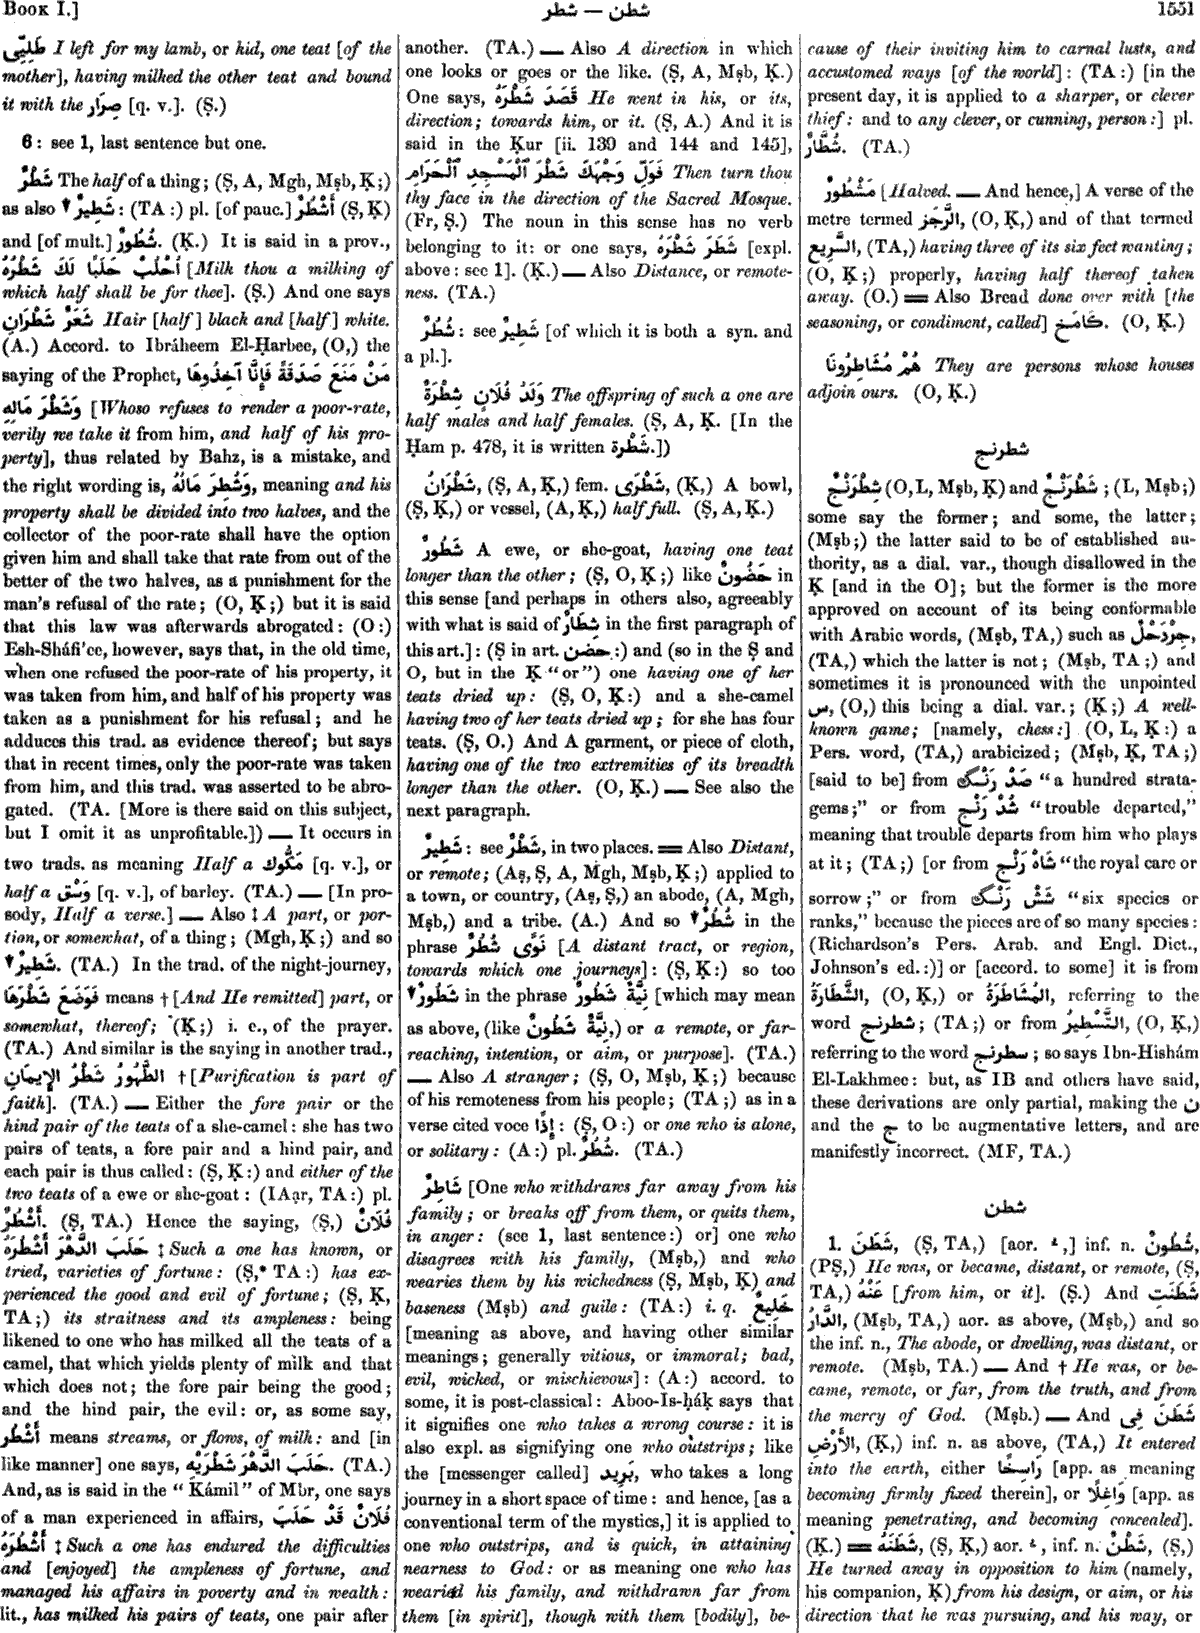 Book I.]
شطن — شطر
1551
طَلِيِّى I left for my lamb, or kid, one teat [of the
mother], having milked the other teat and bound
it with the صِرَار [q. v.]. (Ṣ.)
6 : see 1, last sentence but one.
شَطْرٌ The half of a thing; (Ṣ, A, Mgh, Mṣb, Ḳ;)
as also ▼ شَطِيرٌ: (TA:) pl. [of pauc.] أَشْطُرٌ (Ṣ, Ḳ)
and [of mult.] شُطُورٌ. (Ḳ.) It is said in a prov.,
اُحْلُبْ حَلَبًا لَكَ شَطْرُهُ [Milk thou a milking of
which half shall be for thee]. (Ṣ.) And one says
شَعَرٌ شَطْرَانِ Hair [half] black and [half] white.
(A.) Accord. to Ibráheem El-Ḥarbee, (O,) the
saying of the Prophet, مَنْ مَنَعَ صَدَقَةً فَإِنَّا آخِذُوهَا
وَشَطْرَ مَالِهِ [Whoso refuses to render a poor-rate,
verily we take it from him, and half of his pro-
perty], thus related by Bahz, is a mistake, and
the right wording is, وَشُطِرَ مَالُهُ, meaning and his
property shall be divided into two halves, and the
collector of the poor-rate shall have the option
given him and shall take that rate from out of the
better of the two halves, as a punishment for the
man's refusal of the rate; (O, Ḳ;) but it is said
that this law was afterwards abrogated: (O:)
Esh-Sháfi'ee, however, says that, in the old time,
when one refused the poor-rate of his property, it
was taken from him, and half of his property was
taken as a punishment for his refusal; and he
adduces this trad. as evidence thereof; but says
that in recent times, only the poor-rate was taken
from him, and this trad. was asserted to be abro-
gated. (TA. [More is there said on this subject,
but I omit it as unprofitable.]) — It occurs in
two trads. as meaning Half a مَكُّوك [q. v.], or
half a وَسْق [q. v.], of barley. (TA.) — [In pro-
sody, Half a verse.] — Also ‡ A part, or por-
tion, or somewhat, of a thing; (Mgh, Ḳ;) and so
▼ شَطِيرٌ. (TA.) In the trad. of the night-journey,
فَوَضَعَ شَطْرَهَا means † [And He remitted] part, or
somewhat, thereof; (Ḳ;) i. e., of the prayer.
(TA.) And similar is the saying in another trad.,
الطَّهُورُ شَطْرُ الإِيمَانِ † [Purification is part of
faith]. (TA.) — Either the fore pair or the
hind pair of the teats of a she-camel: she has two
pairs of teats, a fore pair and a hind pair, and
each pair is thus called: (Ṣ, Ḳ:) and either of the
two teats of a ewe or she-goat: (IAạr, TA:) pl.
أَشْطُرٌ. (Ṣ, TA.) Hence the saying, (Ṣ,) فُلَانٌ
حَلَبَ الدَّهْرَ أَشْطُرَهُ ‡ Such a one has known, or
tried, varieties of fortune: (Ṣ,* TA:) has ex-
perienced the good and evil of fortune; (Ṣ, Ḳ,
TA;) its straitness and its ampleness: being
likened to one who has milked all the teats of a
camel, that which yields plenty of milk and that
which does not; the fore pair being the good;
and the hind pair, the evil: or, as some say,
أَشْطُر means streams, or flows, of milk: and [in
like manner] one says, حَلَبَ الدَّهْرَ شَطْرَيْهِ. (TA.)
And, as is said in the "Kámil" of Mbr, one says
of a man experienced in affairs, فُلَانٌ قَدْ حَلَبَ
أَشْطُرَهُ ‡ Such a one has endured the difficulties
and [enjoyed] the ampleness of fortune, and
managed his affairs in poverty and in wealth:
lit., has milked his pairs of teats, one pair after
another. (TA.) — Also A direction in which
one looks or goes or the like. (Ṣ, A, Mṣb, Ḳ.)
One says, قَصَدَ شَطْرَهُ He went in his, or its,
direction; towards him, or it. (Ṣ, A.) And it is
said in the Ḳur [ii. 139 and 144 and 145],
فَوَلِّ وَجْهَكَ شَطْرَ ٱلْمَسْجِدِ ٱلْحَرَامِ Then turn thou
thy face in the direction of the Sacred Mosque.
(Fr, Ṣ.) The noun in this sense has no verb
belonging to it: or one says, شَطَرَ شَطْرَهُ [expl.
above: see 1]. (Ḳ.) — Also Distance, or remote-
ness. (TA.)
شُطُرٌ: see شَطِيرٌ [of which it is both a syn. and
a pl.].
وَلَدُ فُلَانٍ شِطْرَةٌ The offspring of such a one are
half males and half females. (Ṣ, A, Ḳ. [In the
Ḥam p. 478, it is written شَطْرة.])
شَطْرَانُ, (Ṣ, A, Ḳ,) fem. شَطْرَى, (Ḳ,) A bowl,
(Ṣ, Ḳ,) or vessel, (A, Ḳ,) half full. (Ṣ, A, Ḳ.)
شَطُورٌ A ewe, or she-goat, having one teat
longer than the other; (Ṣ, O, Ḳ;) like حَضُونٌ in
this sense [and perhaps in others also, agreeably
with what is said of شِطَارٌ in the first paragraph of
this art.]: (Ṣ in art. حضن:) and (so in the Ṣ and
O, but in the Ḳ "or") one having one of her
teats dried up: (Ṣ, O, Ḳ:) and a she-camel
having two of her teats dried up; for she has four
teats. (Ṣ, O.) And A garment, or piece of cloth,
having one of the two extremities of its breadth
longer than the other. (O, Ḳ.) — See also the
next paragraph.
شَطِيرٌ: see شَطْرٌ, in two places. = Also Distant,
or remote; (Aṣ, Ṣ, A, Mgh, Mṣb, Ḳ;) applied to
a town, or country, (Aṣ, Ṣ,) an abode, (A, Mgh,
Mṣb,) and a tribe. (A.) And so ▼ شُطُرٌ in the
phrase نَوًى شُطُرٌ [A distant tract, or region,
towards which one journeys]: (Ṣ, Ḳ:) so too
▼ شَطُورٌ in the phrase نِيَّةٌ شَطُورٌ [which may mean
as above, (like نِيَّةٌ شَطُونٌ,) or a remote, or far-
reaching, intention, or aim, or purpose]. (TA.)
— Also A stranger; (Ṣ, O, Mṣb, Ḳ;) because
of his remoteness from his people; (TA;) as in a
verse cited voce إِذًا: (Ṣ, O:) or one who is alone,
or solitary: (A:) pl. شُطُرٌ. (TA.)
شَاطِرٌ [One who withdraws far away from his
family; or breaks off from them, or quits them,
in anger: (see 1, last sentence:) or] one who
disagrees with his family, (Mṣb,) and who
wearies them by his wickedness (Ṣ, Mṣb, Ḳ) and
baseness (Mṣb) and guile: (TA:) i. q. خَلِيعٌ
[meaning as above, and having other similar
meanings; generally vitious, or immoral; bad,
evil, wicked, or mischievous]: (A:) accord. to
some, it is post-classical: Aboo-Is-ḥáḳ says that
it signifies one who takes a wrong course: it is
also expl. as signifying one who outstrips; like
the [messenger called] بَرِيد, who takes a long
journey in a short space of time: and hence, [as a
conventional term of the mystics,] it is applied to
one who outstrips, and is quick, in attaining
nearness to God: or as meaning one who has
wearied his family, and withdrawn far from
them [in spirit], though with them [bodily], be-
cause of their inviting him to carnal lusts, and
accustomed ways [of the world]: (TA:) [in the
present day, it is applied to a sharper, or clever
thief: and to any clever, or cunning, person:] pl.
شُطَّارٌ. (TA.)
مَشْطُورٌ [Halved. — And hence,] A verse of the
metre termed الرَّجَز, (O, Ḳ,) and of that termed
السَّرِيع, (TA,) having three of its six feet wanting;
(O, Ḳ;) properly, having half thereof taken
away. (O.) = Also Bread done over with [the
seasoning, or condiment, called] كَامَخ. (O, Ḳ.)
هُمْ مُشَاطِرُونَا They are persons whose houses
adjoin ours. (O, Ḳ.)
شطرنج
شِطْرَنْجٌ (O, L, Mṣb, Ḳ) and شَطْرَنْجٌ; (L, Mṣb;)
some say the former; and some, the latter;
(Mṣb;) the latter said to be of established au-
thority, as a dial. var., though disallowed in the
Ḳ [and in the O]; but the former is the more
approved on account of its being conformable
with Arabic words, (Mṣb, TA,) such as جِرْدَحْلٌ,
(TA,) which the latter is not; (Mṣb, TA;) and
sometimes it is pronounced with the unpointed
س, (O,) this being a dial. var.; (Ḳ;) A well-
known game; [namely, chess:] (O, L, Ḳ:) a
Pers. word, (TA,) arabicized; (Mṣb, Ḳ, TA;)
[said to be] from صَدْ رَنْگ "a hundred strata-
gems;" or from شُدْ رَنْج "trouble departed,"
meaning that trouble departs from him who plays
at it; (TA;) [or from شَاهْ رَنْج "the royal care or
sorrow;" or from شَشْ رَنْگ "six species or
ranks," because the pieces are of so many species:
(Richardson's Pers. Arab. and Engl. Dict.,
Johnson's ed.:)] or [accord. to some] it is from
الشَّطَارَةُ, (O, Ḳ,) or المُشَاطَرَةُ, referring to the
word شطرنج; (TA;) or from التَّسْطِيرُ, (O, Ḳ,)
referring to the word سطرنج; so says Ibn-Hishám
El-Lakhmee: but, as IB and others have said,
these derivations are only partial, making the ن
and the ج to be augmentative letters, and are
manifestly incorrect. (MF, TA.)
شطن
1. شَطَنَ, (Ṣ, TA,) [aor. ـُ,] inf. n. شُطُونٌ,
(PṢ,) He was, or became, distant, or remote, (Ṣ,
TA,) عَنْهُ [from him, or it]. (Ṣ.) And شَطَنَتِ
الدَّارُ, (Mṣb, TA,) aor. as above, (Mṣb,) and so
the inf. n., The abode, or dwelling, was distant, or
remote. (Mṣb, TA.) — And † He was, or be-
came, remote, or far, from the truth, and from
the mercy of God. (Mṣb.) — And شَطَنَ فِى
الأَرْضِ, (Ḳ,) inf. n. as above, (TA,) It entered
into the earth, either رَاسِخًا [app. as meaning
becoming firmly fixed therein], or وَاغِلًا [app. as
meaning penetrating, and becoming concealed].
(Ḳ.) = شَطَنَهُ, (Ṣ, Ḳ,) aor. ـُ, inf. n. شَطْنٌ, (Ṣ,)
He turned away in opposition to him (namely,
his companion, Ḳ) from his design, or aim, or his
direction that he was pursuing, and his way, or